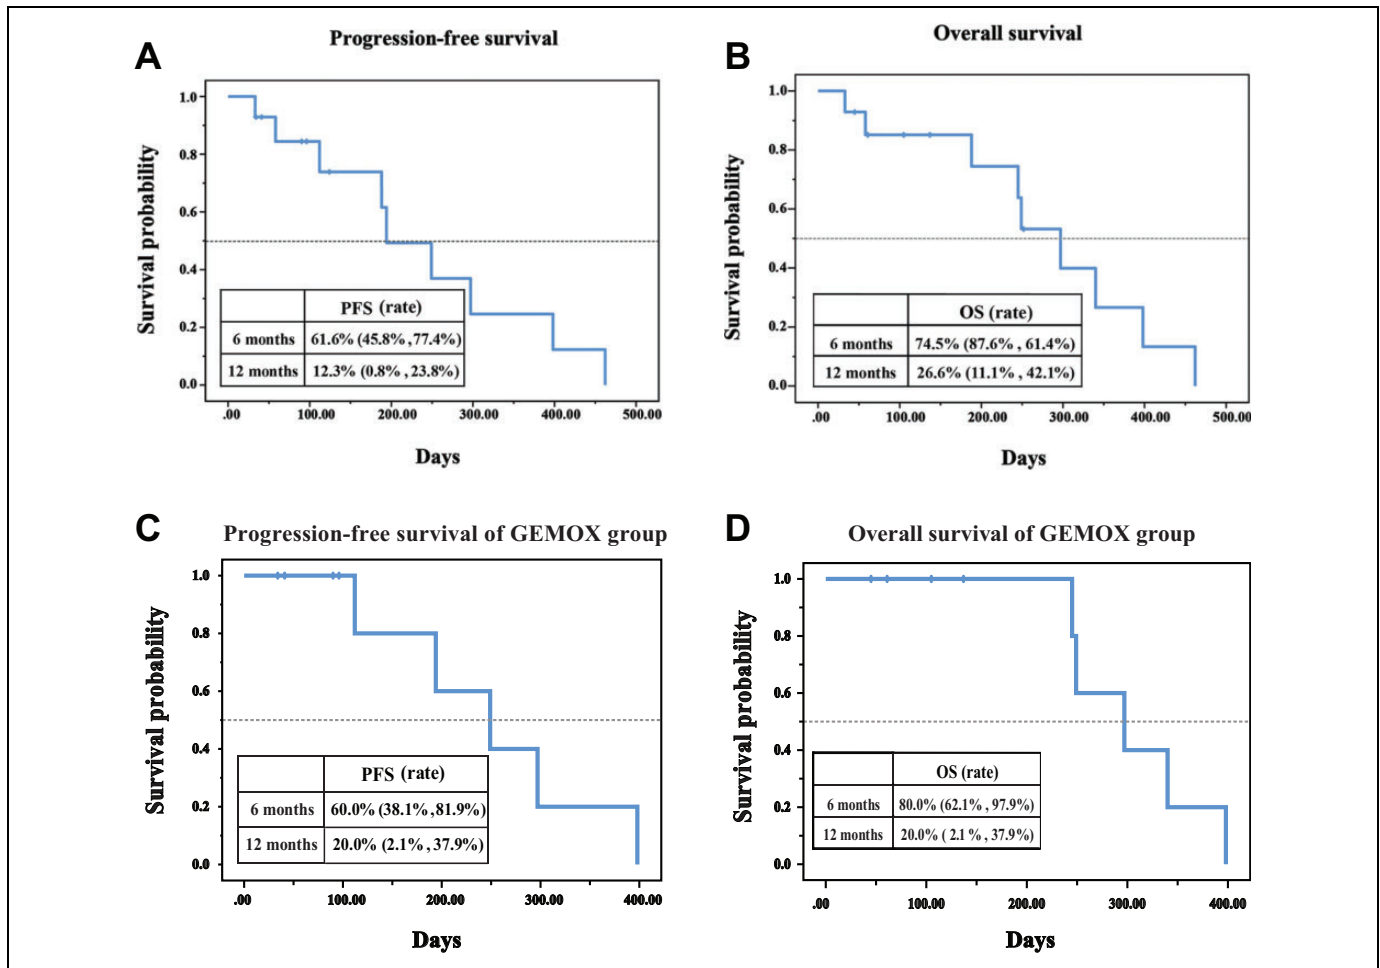 A
Progression-free survival
Survival probability
1.0
0.8
0.6
0.4
0.2
0.0
PFS (rate)
6 months 61.6% (45.8% ,77.4%)
12 months 12.3% (0.8% , 23.8%)
.00 100.00 200.00 300.00 400.00 500.00
Days
B
Overall survival
Survival probability
1.0
0.8
0.6
0.4
0.2
0.0
OS (rate)
6 months 74.5% (87.6% , 61.4%)
12 months 26.6% (11.1% , 42.1%)
.00 100.00 200.00 300.00 400.00 500.00
Days
C
Progression-free survival of GEMOX group
Survival probability
1.0
0.8
0.6
0.4
0.2
0.0
PFS (rate)
6 months 60.0% (38.1% ,81.9%)
12 months 20.0% (2.1% , 37.9%)
.00 100.00 200.00 300.00 400.00
Days
D
Overall survival of GEMOX group
Survival probability
1.0
0.8
0.6
0.4
0.2
0.0
OS (rate)
6 months 80.0% (62.1% , 97.9%)
12 months 20.0% ( 2.1% , 37.9%)
.00 100.00 200.00 300.00 400.00
Days